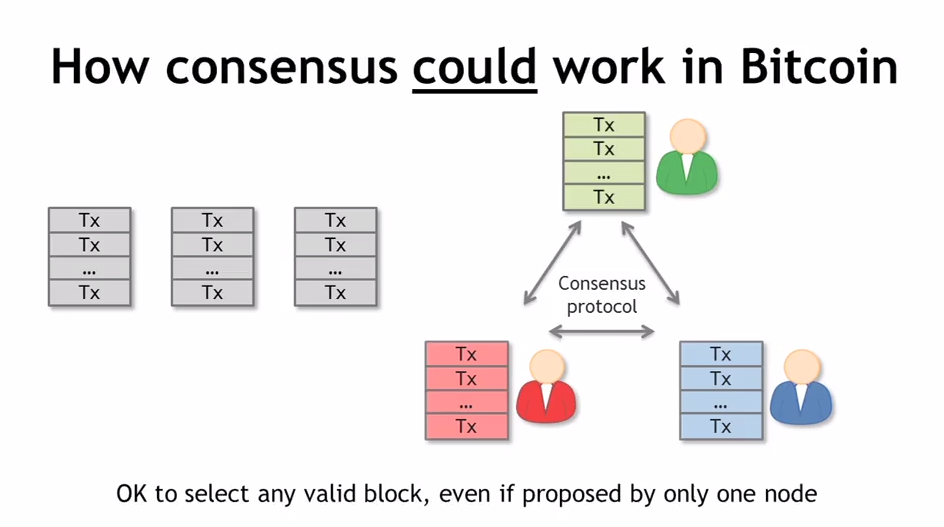 How consensus could work in Bitcoin
Tx
Tx
...
Tx
Tx
Tx
...
Tx
Tx
Tx
...
Tx
Tx
Tx
...
Tx
Consensus
protocol
Tx
Tx
...
Tx
Tx
Tx
...
Tx
OK to select any valid block, even if proposed by only one node